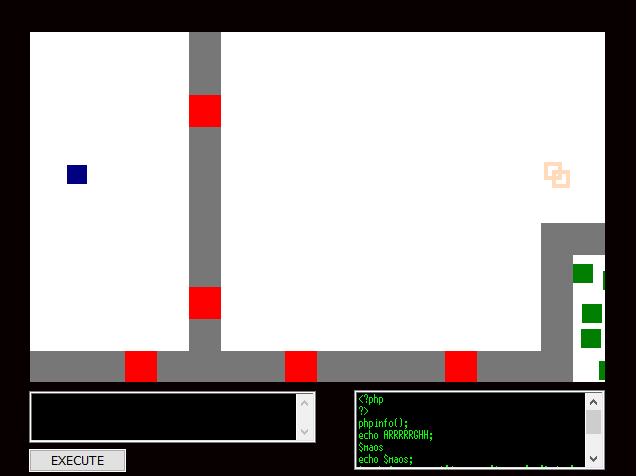 <?php
?>
phpinfo();
echo ARRRRRGHH;
$maos
echo $maos;
EXECUTE